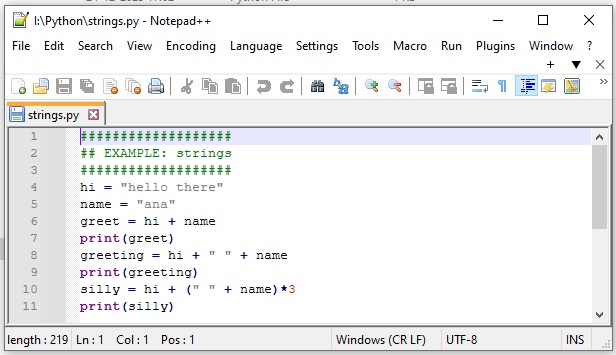 I:\Python\strings.py - Notepad++
File Edit Search View Encoding Language Settings Tools Macro Run Plugins Window ?
+ ▼ X
strings.py
1 ###################
2 ## EXAMPLE: strings
3 ###################
4 hi = "hello there"
5 name = "ana"
6 greet = hi + name
7 print(greet)
8 greeting = hi + " " + name
9 print(greeting)
10 silly = hi + (" " + name)*3
11 print(silly)
length : 219 Ln : 1 Col : 1 Pos : 1 Windows (CR LF) UTF-8 INS